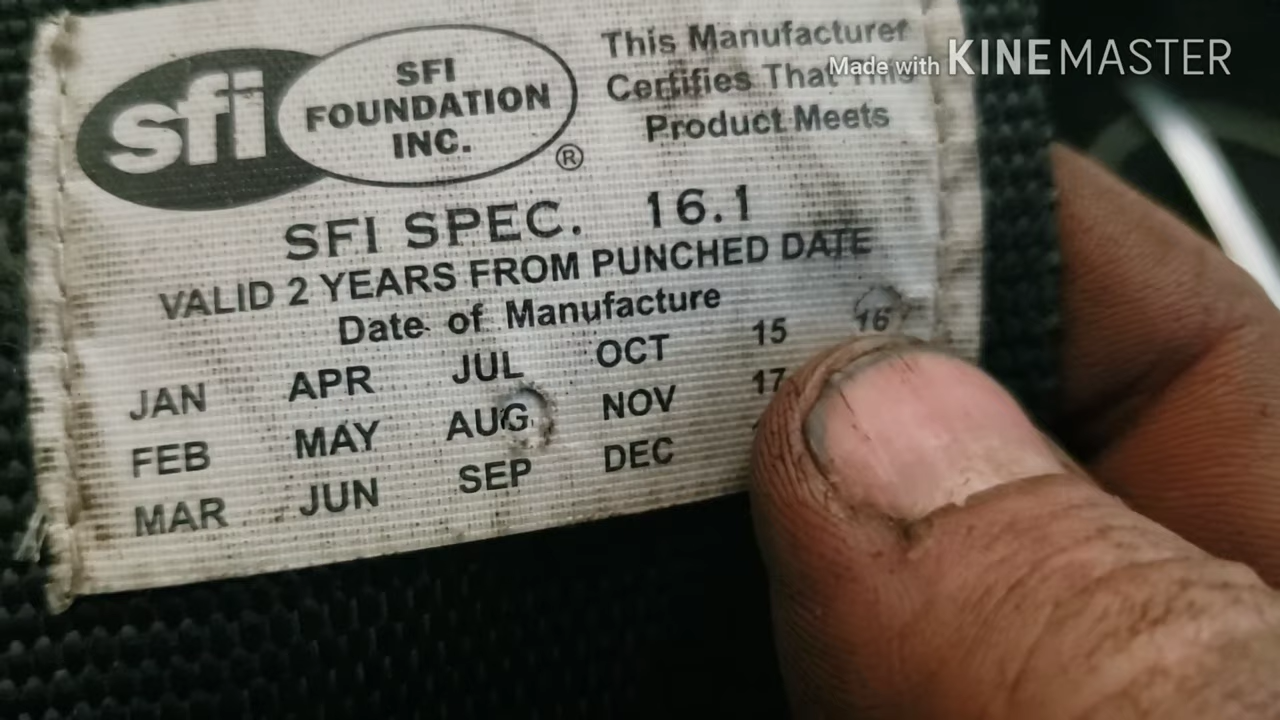 sfi
SFI
FOUNDATION
INC.
®
This Manufacturer
Certifies That This
Product Meets
Made with KINEMASTER
SFI SPEC. 16.1
VALID 2 YEARS FROM PUNCHED DATE
Date of Manufacture
JAN APR JUL OCT 15 16
FEB MAY AUG NOV 17
MAR JUN SEP DEC